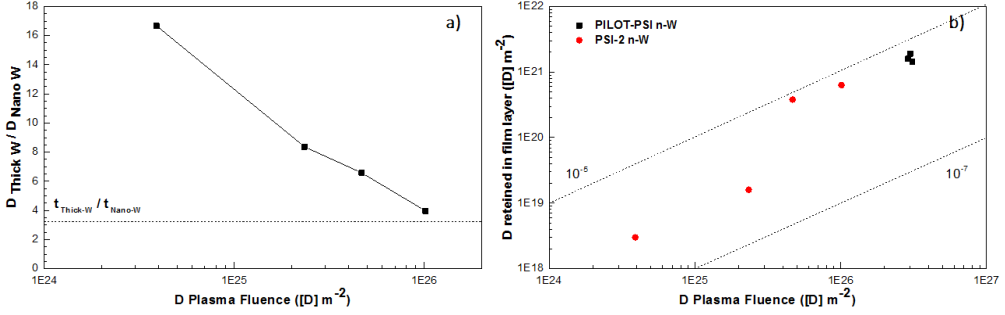 18
16
14
12
10
8
6
4
2
0
D Thick W / D Nano W
a)
t Thick-W / t Nano-W
1E24
1E25
1E26
D Plasma Fluence ([D] m-2)
1E22
1E21
1E20
1E19
1E18
D reteined in film layer ([D] m-2)
PILOT-PSI n-W
PSI-2 n-W
b)
10-5
10-7
1E24
1E25
1E26
1E27
D Plasma Fluence ([D] m-2)